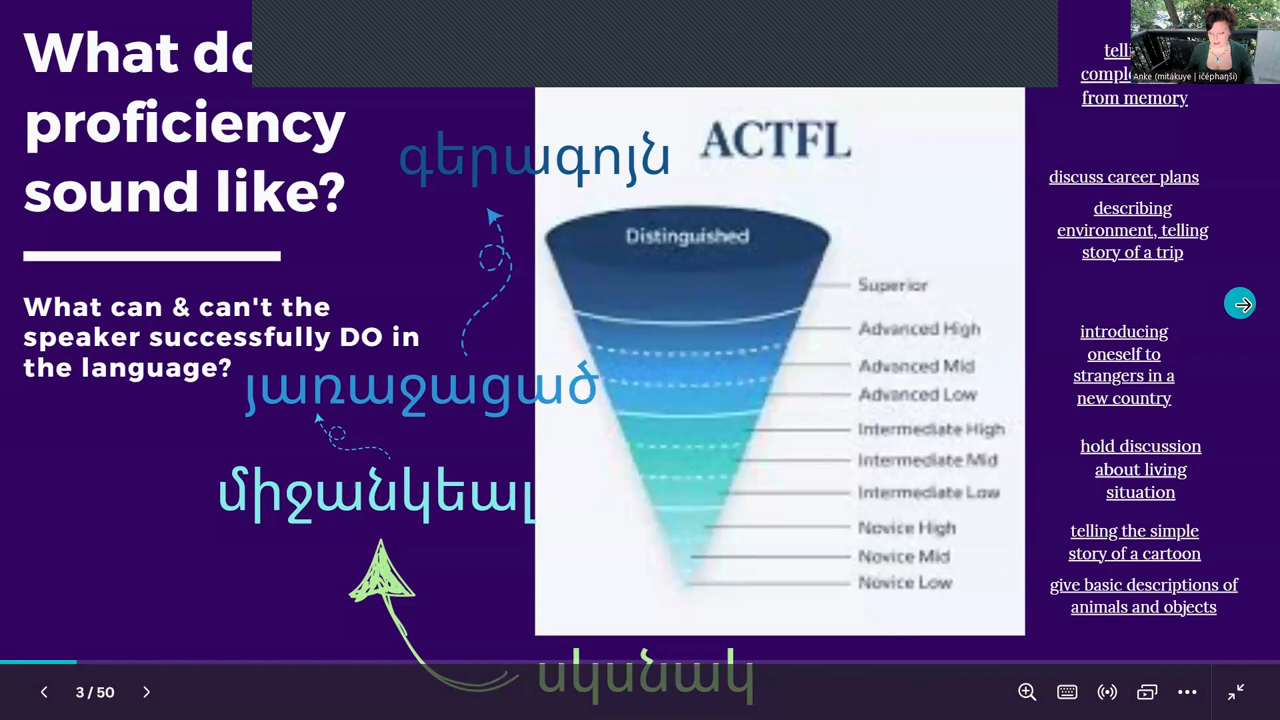 What do
proficiency
sound like?
What can & can't the
speaker successfully DO in
the language?
գերագոյն
յառաջացած
միջանկեալ
սկսնակ
ACTFL
Distinguished
Superior
Advanced High
Advanced Mid
Advanced Low
Intermediate High
Intermediate Mid
Intermediate Low
Novice High
Novice Mid
Novice Low
from memory
discuss career plans
describing
environment, telling
story of a trip
introducing
oneself to
strangers in a
new country
hold discussion
about living
situation
telling the simple
story of a cartoon
give basic descriptions of
animals and objects
Anke (mitákuye | ičépȟaŋši)
3 / 50